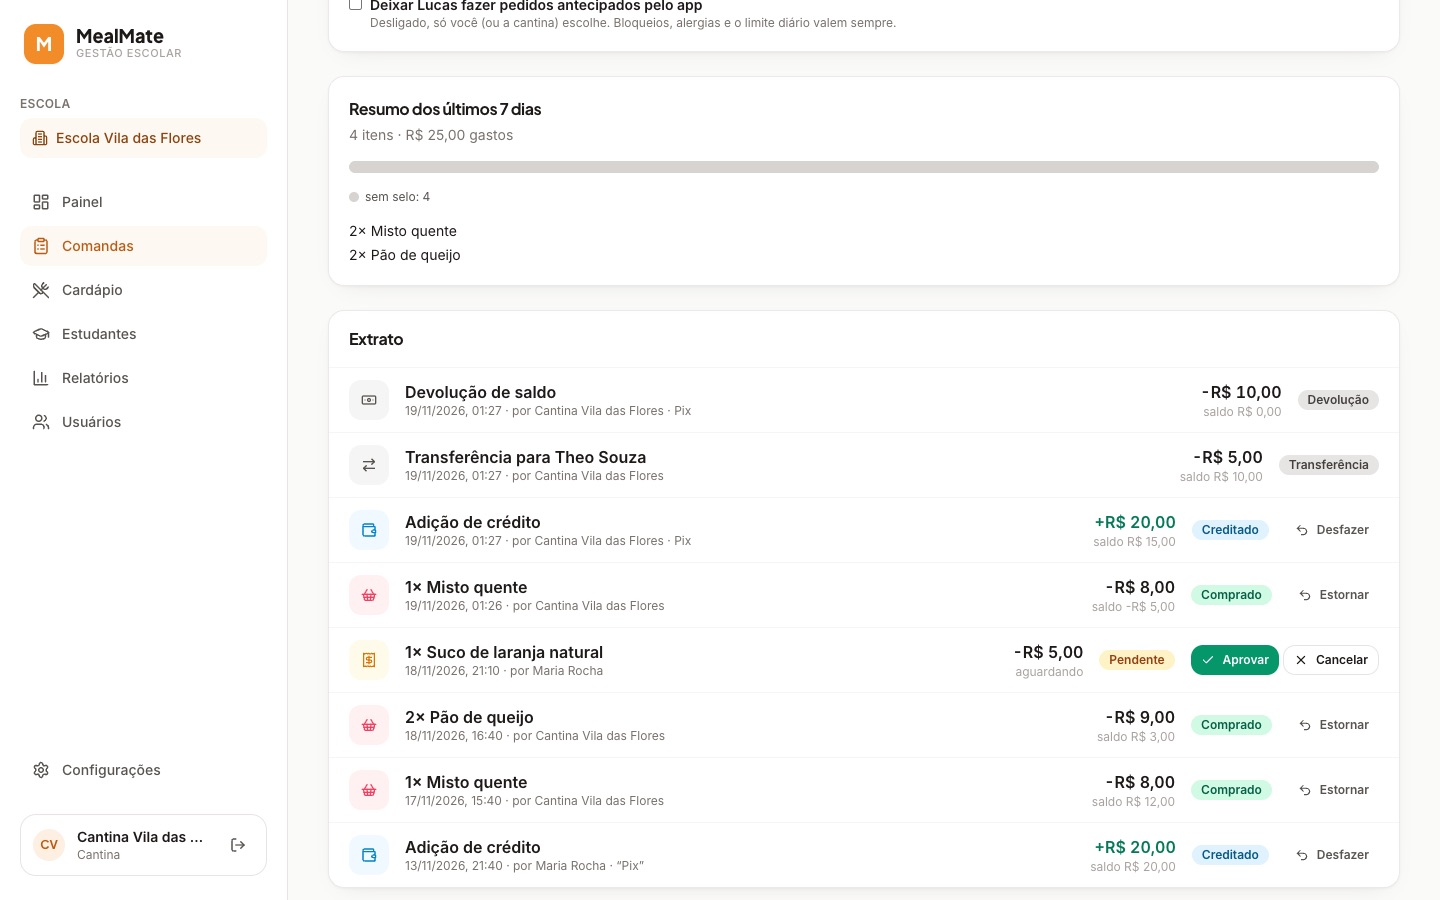 M
MealMate
GESTÃO ESCOLAR
ESCOLA
Escola Vila das Flores
Painel
Comandas
Cardápio
Estudantes
Relatórios
Usuários
Configurações
CV
Cantina Vila das ...
Cantina
Deixar Lucas fazer pedidos antecipados pelo app
Desligado, só você (ou a cantina) escolhe. Bloqueios, alergias e o limite diário valem sempre.
Resumo dos últimos 7 dias
4 itens · R$ 25,00 gastos
sem selo: 4
2× Misto quente
2× Pão de queijo
Extrato
Devolução de saldo
19/11/2026, 01:27 · por Cantina Vila das Flores · Pix
-R$ 10,00
saldo R$ 0,00
Devolução
Transferência para Theo Souza
19/11/2026, 01:27 · por Cantina Vila das Flores
-R$ 5,00
saldo R$ 10,00
Transferência
Adição de crédito
19/11/2026, 01:27 · por Cantina Vila das Flores · Pix
+R$ 20,00
saldo R$ 15,00
Creditado
Desfazer
1× Misto quente
19/11/2026, 01:26 · por Cantina Vila das Flores
-R$ 8,00
saldo -R$ 5,00
Comprado
Estornar
1× Suco de laranja natural
18/11/2026, 21:10 · por Maria Rocha
-R$ 5,00
aguardando
Pendente
Aprovar
Cancelar
2× Pão de queijo
18/11/2026, 16:40 · por Cantina Vila das Flores
-R$ 9,00
saldo R$ 3,00
Comprado
Estornar
1× Misto quente
17/11/2026, 15:40 · por Cantina Vila das Flores
-R$ 8,00
saldo R$ 12,00
Comprado
Estornar
Adição de crédito
13/11/2026, 21:40 · por Maria Rocha · “Pix”
+R$ 20,00
saldo R$ 20,00
Creditado
Desfazer